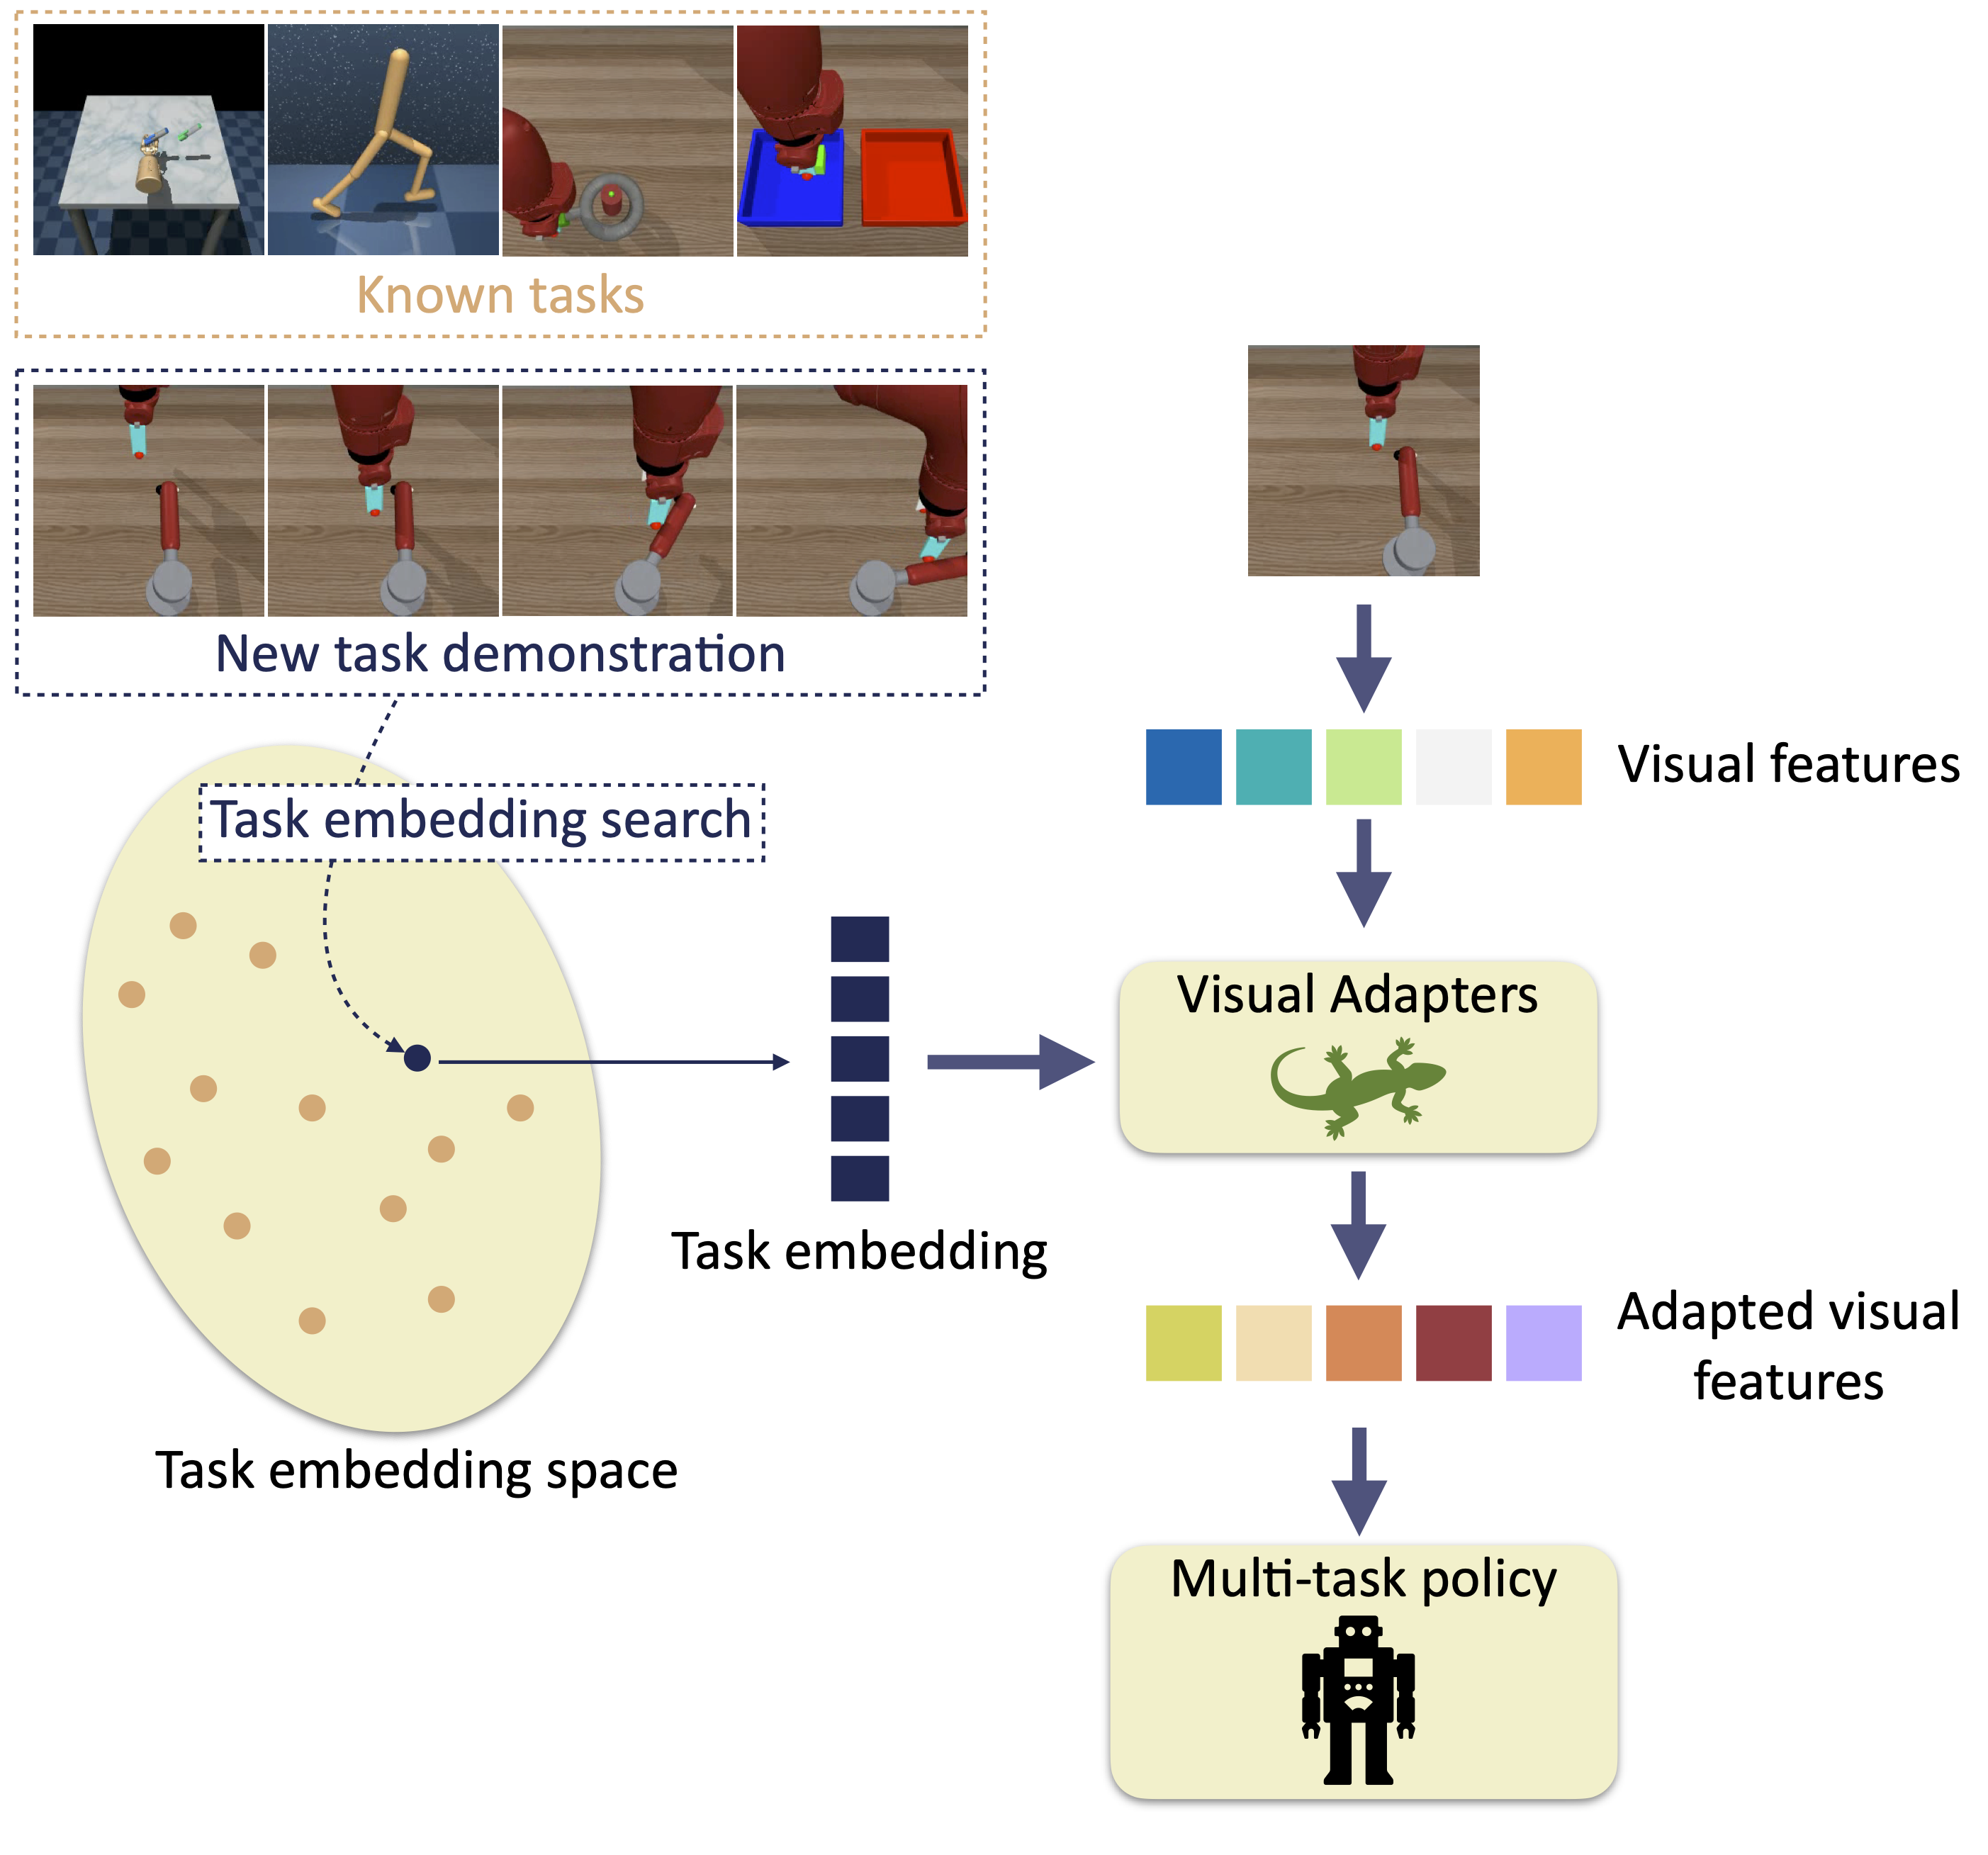 Known tasks
New task demonstration
Task embedding search
Task embedding space
Task embedding
Visual features
Visual Adapters
Adapted visual
features
Multi-task policy